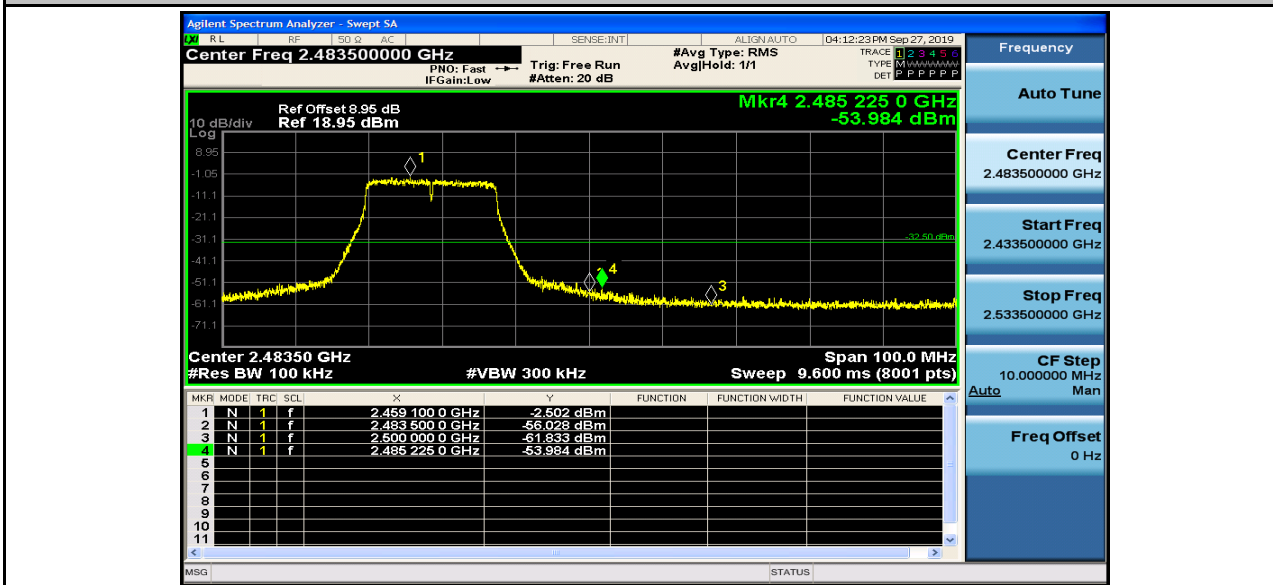 Agilent Spectrum Analyzer - Swept SA
LXI RL RF 50 Ω AC SENSE:INT ALIGN AUTO 04:12:23 PM Sep 27, 2019
Center Freq 2.483500000 GHz
PNO: Fast
IFGain:Low
Trig: Free Run
#Atten: 20 dB
#Avg Type: RMS
Avg|Hold: 1/1
TRACE 1 2 3 4 5 6
TYPE M W W W W W
DET P P P P P P
Mkr4 2.485 225 0 GHz
-53.984 dBm
Ref Offset 8.95 dB
10 dB/div Ref 18.95 dBm
Log
8.95
-1.05
-11.1
-21.1
-31.1
-41.1
-51.1
-61.1
-71.1
-32.50 dBm
1
4
3
Center 2.48350 GHz Span 100.0 MHz
#Res BW 100 kHz #VBW 300 kHz Sweep 9.600 ms (8001 pts)
MKR MODE TRC SCL X Y FUNCTION FUNCTION WIDTH FUNCTION VALUE
1 N 1 f 2.459 100 0 GHz -2.502 dBm
2 N 1 f 2.483 500 0 GHz -56.028 dBm
3 N 1 f 2.500 000 0 GHz -61.833 dBm
4 N 1 f 2.485 225 0 GHz -53.984 dBm
5
6
7
8
9
10
11
MSG STATUS
Frequency
Auto Tune
Center Freq
2.483500000 GHz
Start Freq
2.433500000 GHz
Stop Freq
2.533500000 GHz
CF Step
10.000000 MHz
Auto Man
Freq Offset
0 Hz